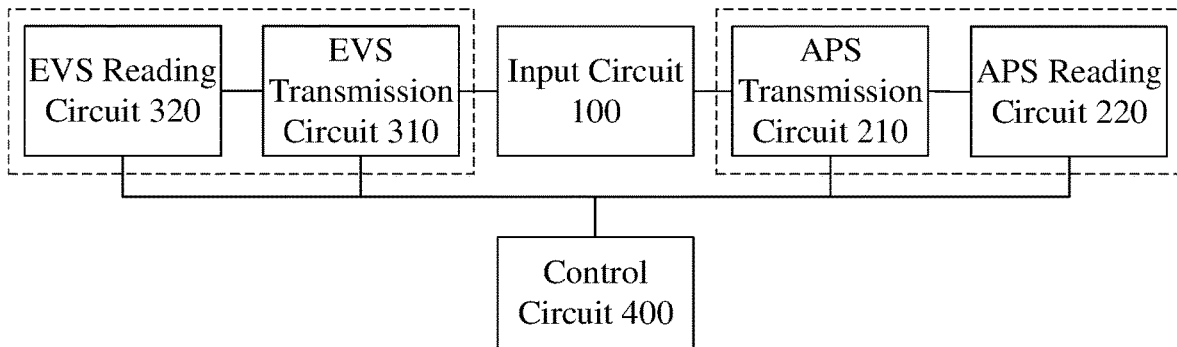 EVS Reading
Circuit 320
EVS
Transmission
Circuit 310
Input Circuit
100
APS
Transmission
Circuit 210
APS Reading
Circuit 220
Control
Circuit 400